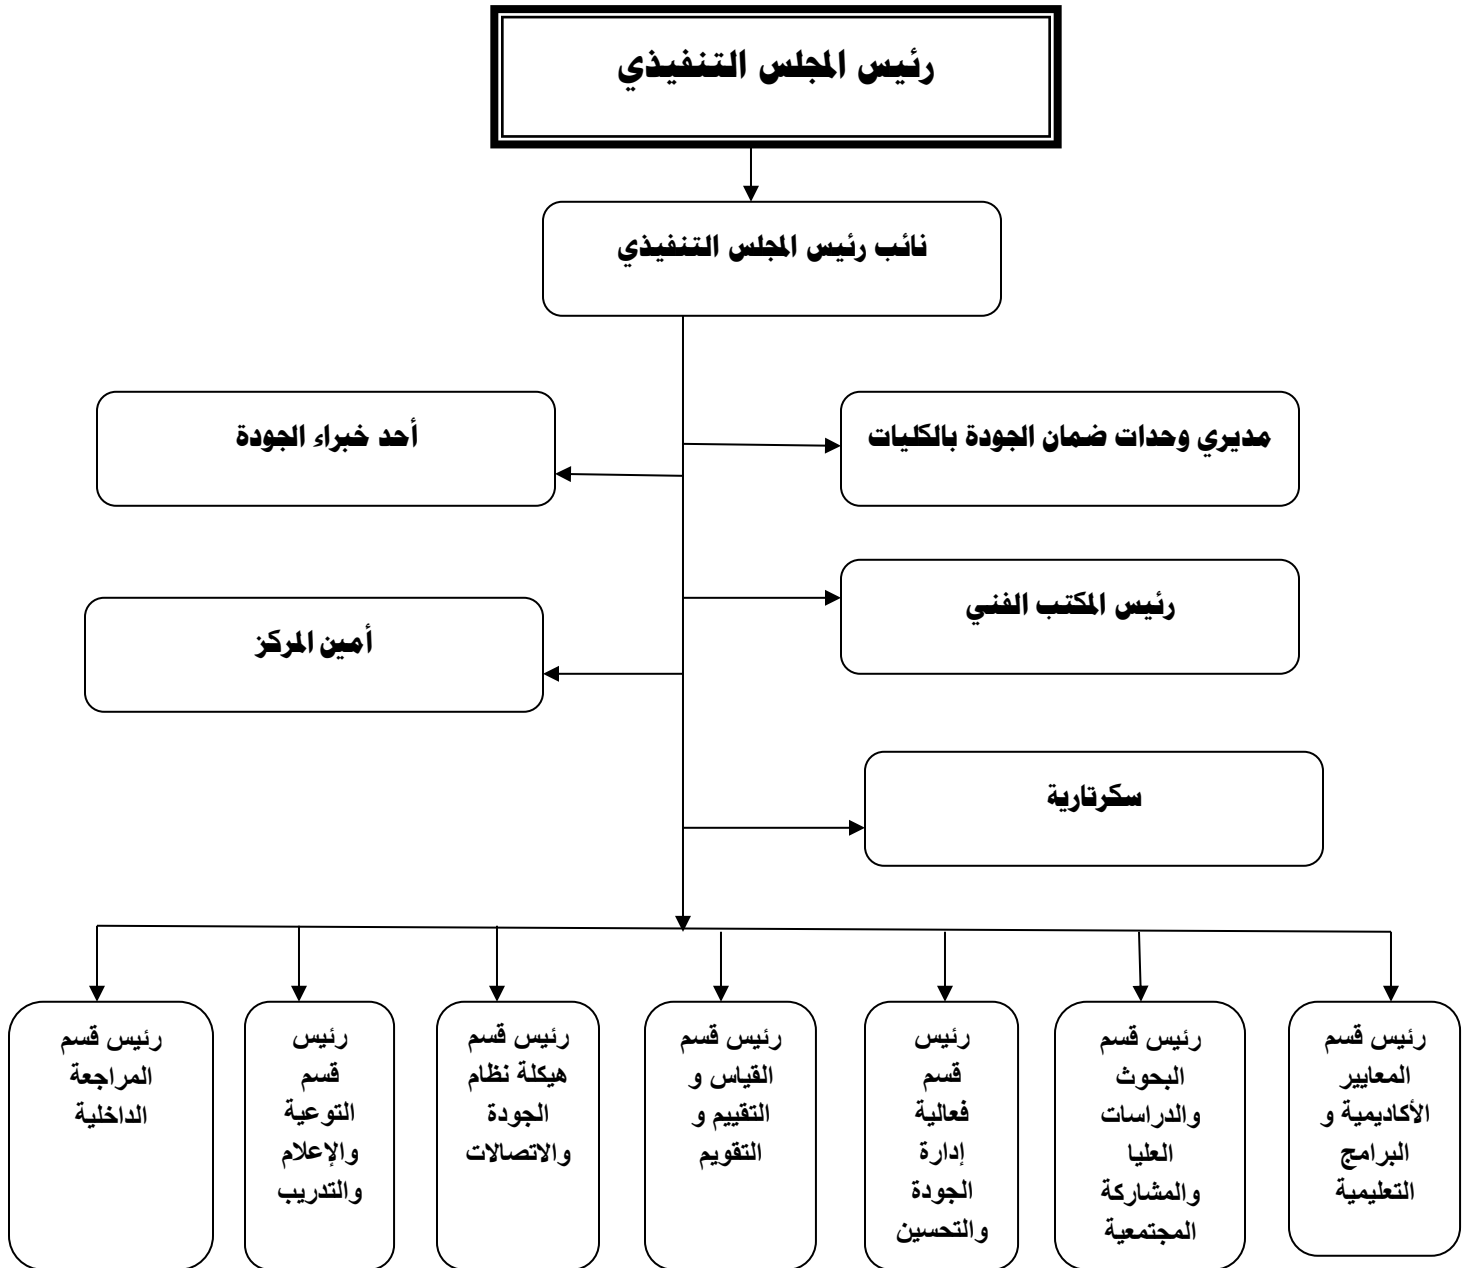 رئيس المجلس التنفيذي
نائب رئيس المجلس التنفيذي
مديري وحدات ضمان الجودة بالكليات
أحد خبراء الجودة
رئيس المكتب الفني
أمين المركز
سكرتارية
رئيس قسم
المعايير
الأكاديمية و
البرامج
التعليمية
رئيس قسم
البحوث
والدراسات
العليا
والمشاركة
المجتمعية
رئيس
قسم
فعالية
إدارة
الجودة
والتحسين
رئيس قسم
القياس و
التقييم و
التقويم
رئيس قسم
هيكلة نظام
الجودة
والاتصالات
رئيس
قسم
التوعية
والإعلام
والتدريب
رئيس قسم
المراجعة
الداخلية